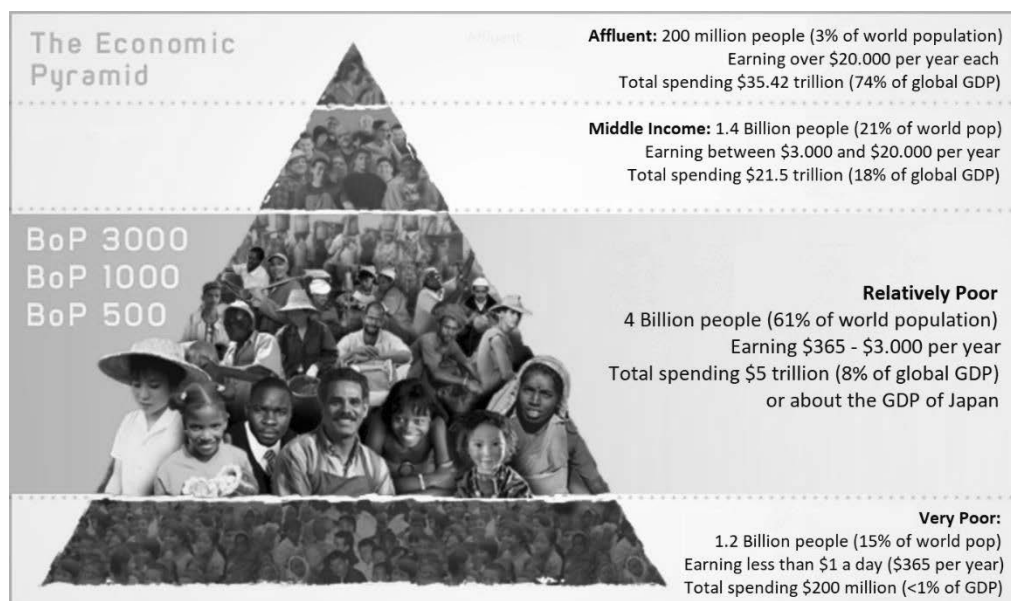 The Economic
Pyramid
Affluent
Affluent: 200 million people (3% of world population)
Earning over $20.000 per year each
Total spending $35.42 trillion (74% of global GDP)
Middle Income: 1.4 Billion people (21% of world pop)
Earning between $3.000 and $20.000 per year
Total spending $21.5 trillion (18% of global GDP)
BoP 3000
BoP 1000
BoP 500
Relatively Poor
4 Billion people (61% of world population)
Earning $365 - $3.000 per year
Total spending $5 trillion (8% of global GDP)
or about the GDP of Japan
Very Poor:
1.2 Billion people (15% of world pop)
Earning less than $1 a day ($365 per year)
Total spending $200 million (<1% of GDP)